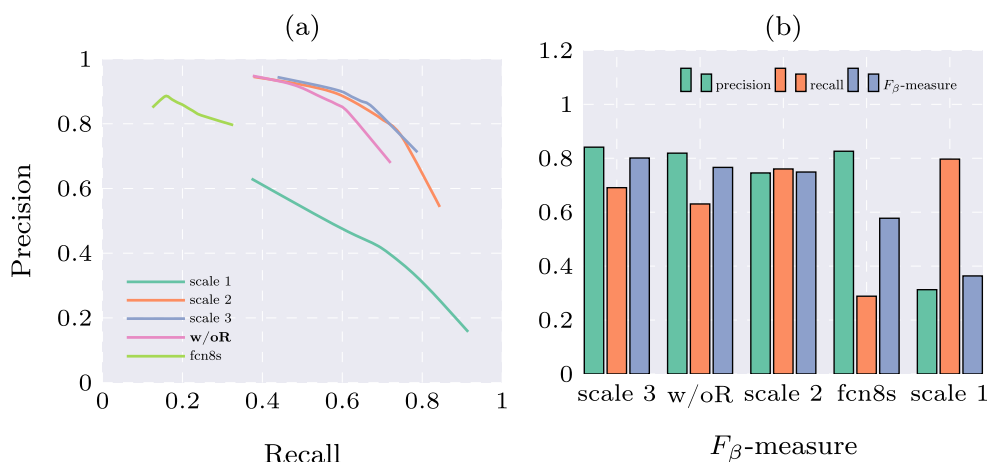 (a)
Precision
1
0.8
0.6
0.4
0.2
0
scale 1
scale 2
scale 3
w/oR
fcn8s
0 0.2 0.4 0.6 0.8 1
Recall
(b)
1.2
1
0.8
0.6
0.4
0.2
0
precision recall Fβ-measure
scale 3 w/oR scale 2 fcn8s scale 1
Fβ-measure